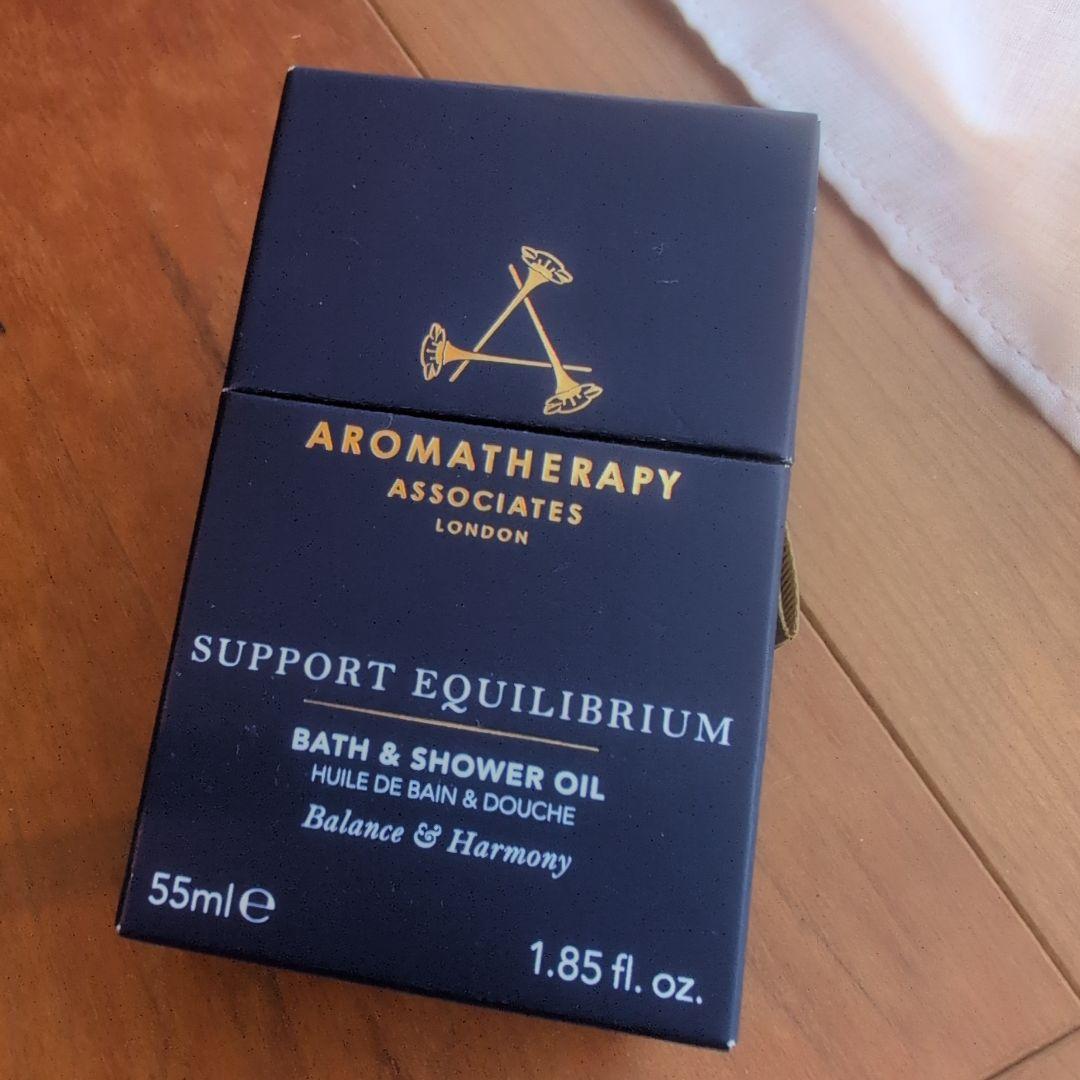 AROMATHERAPY
ASSOCIATES
LONDON
SUPPORT EQUILIBRIUM
BATH & SHOWER OIL
HUILE DE BAIN & DOUCHE
Balance & Harmony
55ml℮
1.85 fl. oz.